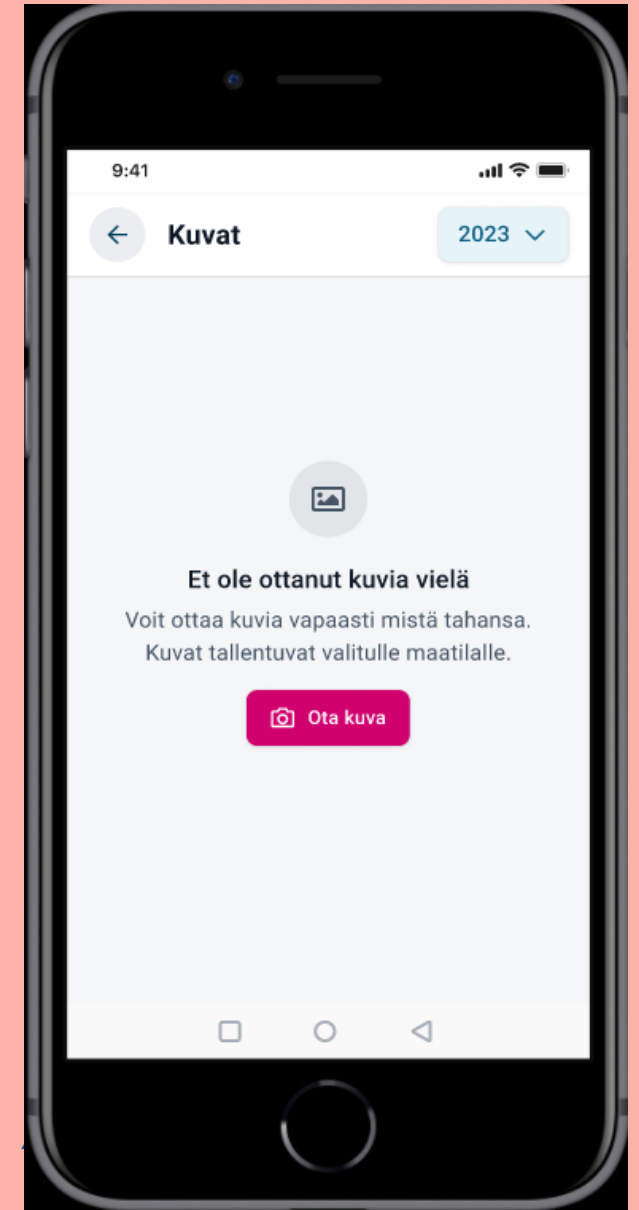 9:41
Kuvat
2023
Et ole ottanut kuvia vielä
Voit ottaa kuvia vapaasti mistä tahansa.
Kuvat tallentuvat valitulle maatilalle.
Ota kuva